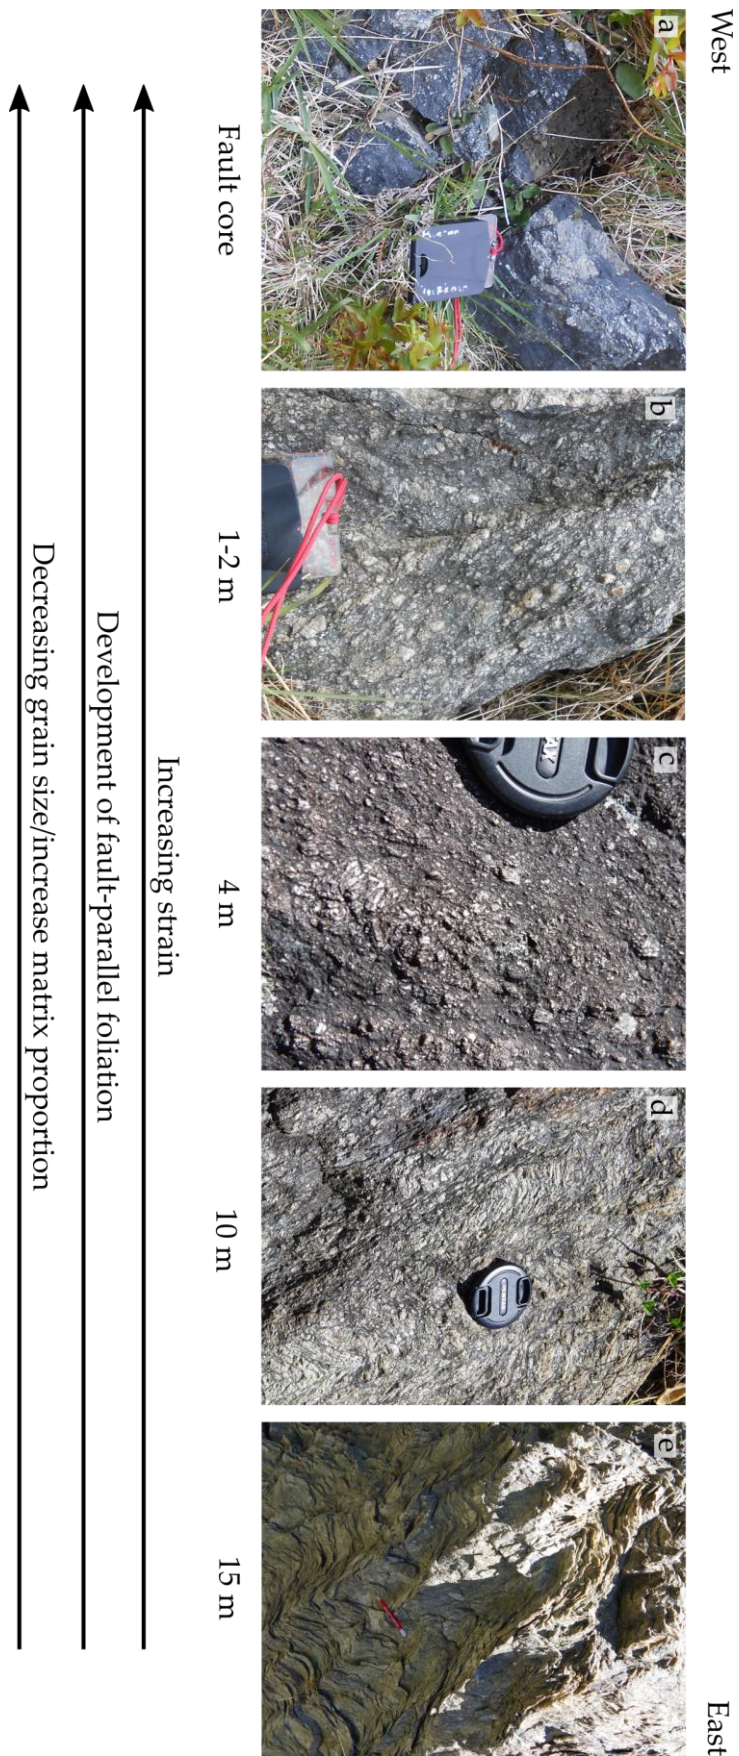 West
East
a
b
c
d
e
Fault core
1-2 m
4 m
10 m
15 m
Increasing strain
Development of fault-parallel foliation
Decreasing grain size/increase matrix proportion